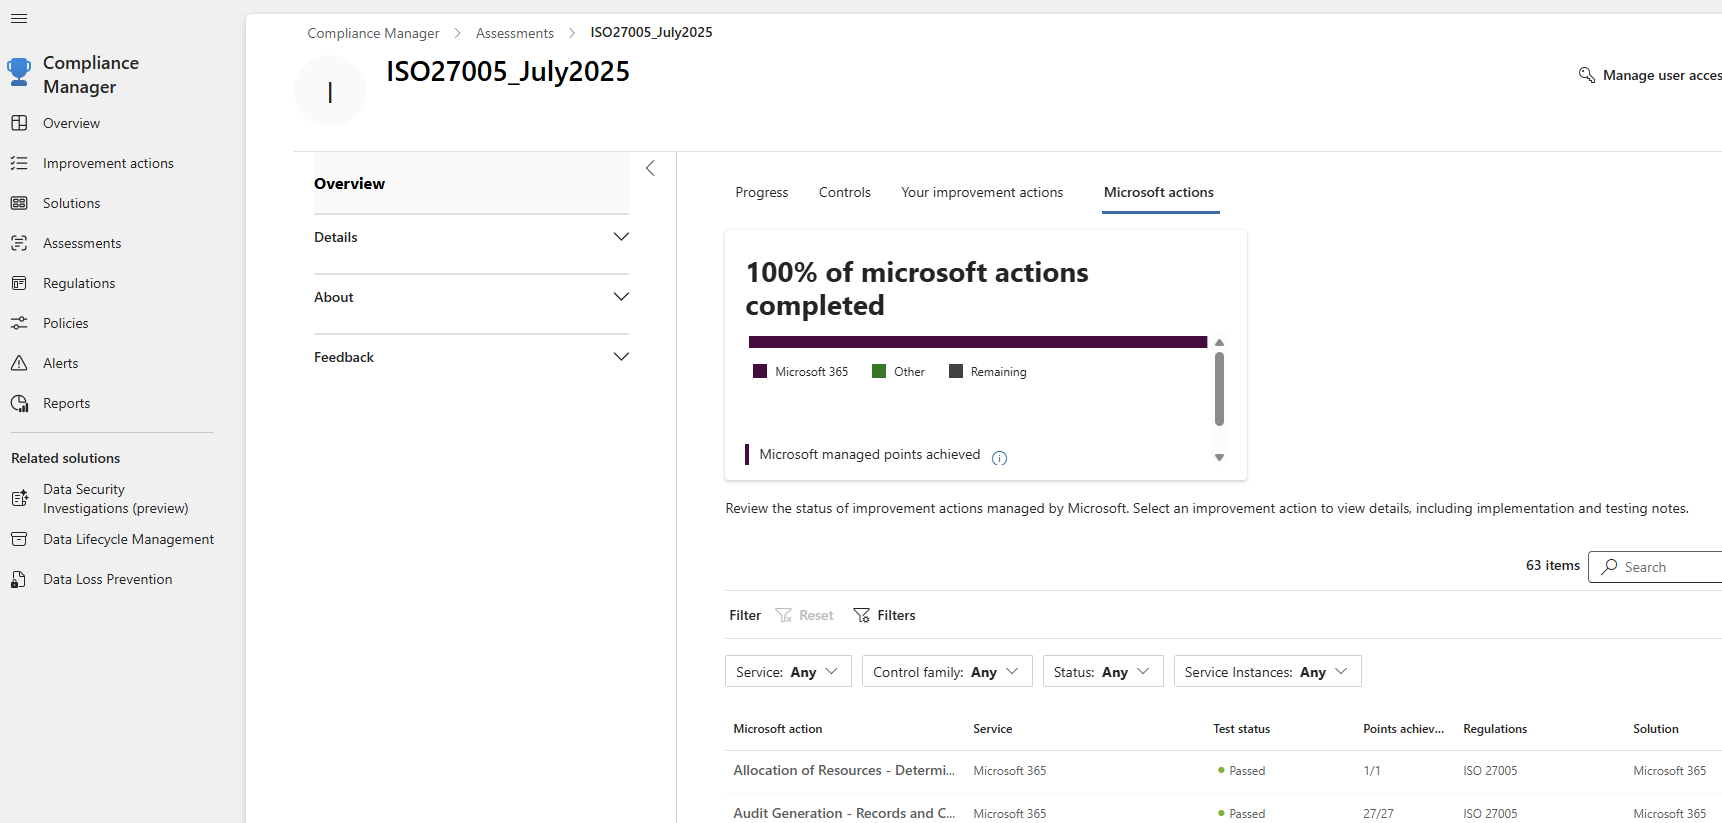 Compliance Manager
Overview
Improvement actions
Solutions
Assessments
Regulations
Policies
Alerts
Reports
Related solutions
Data Security
Investigations (preview)
Data Lifecycle Management
Data Loss Prevention
Compliance Manager > Assessments > ISO27005_July2025
I
ISO27005_July2025
Manage user acces
Overview
Details
About
Feedback
Progress Controls Your improvement actions Microsoft actions
100% of microsoft actions
completed
Microsoft 365 Other Remaining
Microsoft managed points achieved
Review the status of improvement actions managed by Microsoft. Select an improvement action to view details, including implementation and testing notes.
63 items Search
Filter Reset Filters
Service: Any Control family: Any Status: Any Service Instances: Any
Microsoft action Service Test status Points achiev... Regulations Solution
Allocation of Resources - Determi... Microsoft 365 Passed 1/1 ISO 27005 Microsoft 365
Audit Generation - Records and C... Microsoft 365 Passed 27/27 ISO 27005 Microsoft 365